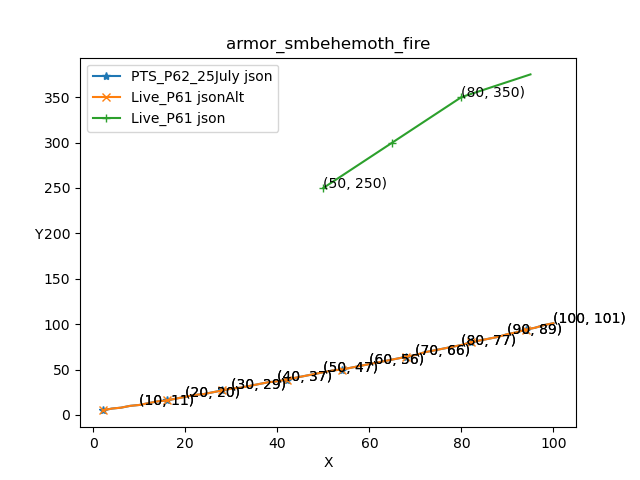 armor_smbehemoth_fire
PTS_P62_25July json
Live_P61 jsonAlt
Live_P61 json
350
300
250
Y200
150
100
50
0
(80, 350)
(50, 250)
(10, 11)
(20, 20)
(30, 29)
(40, 37)
(50, 47)
(60, 56)
(70, 66)
(80, 77)
(90, 89)
(100, 101)
0 20 40 60 80 100
X